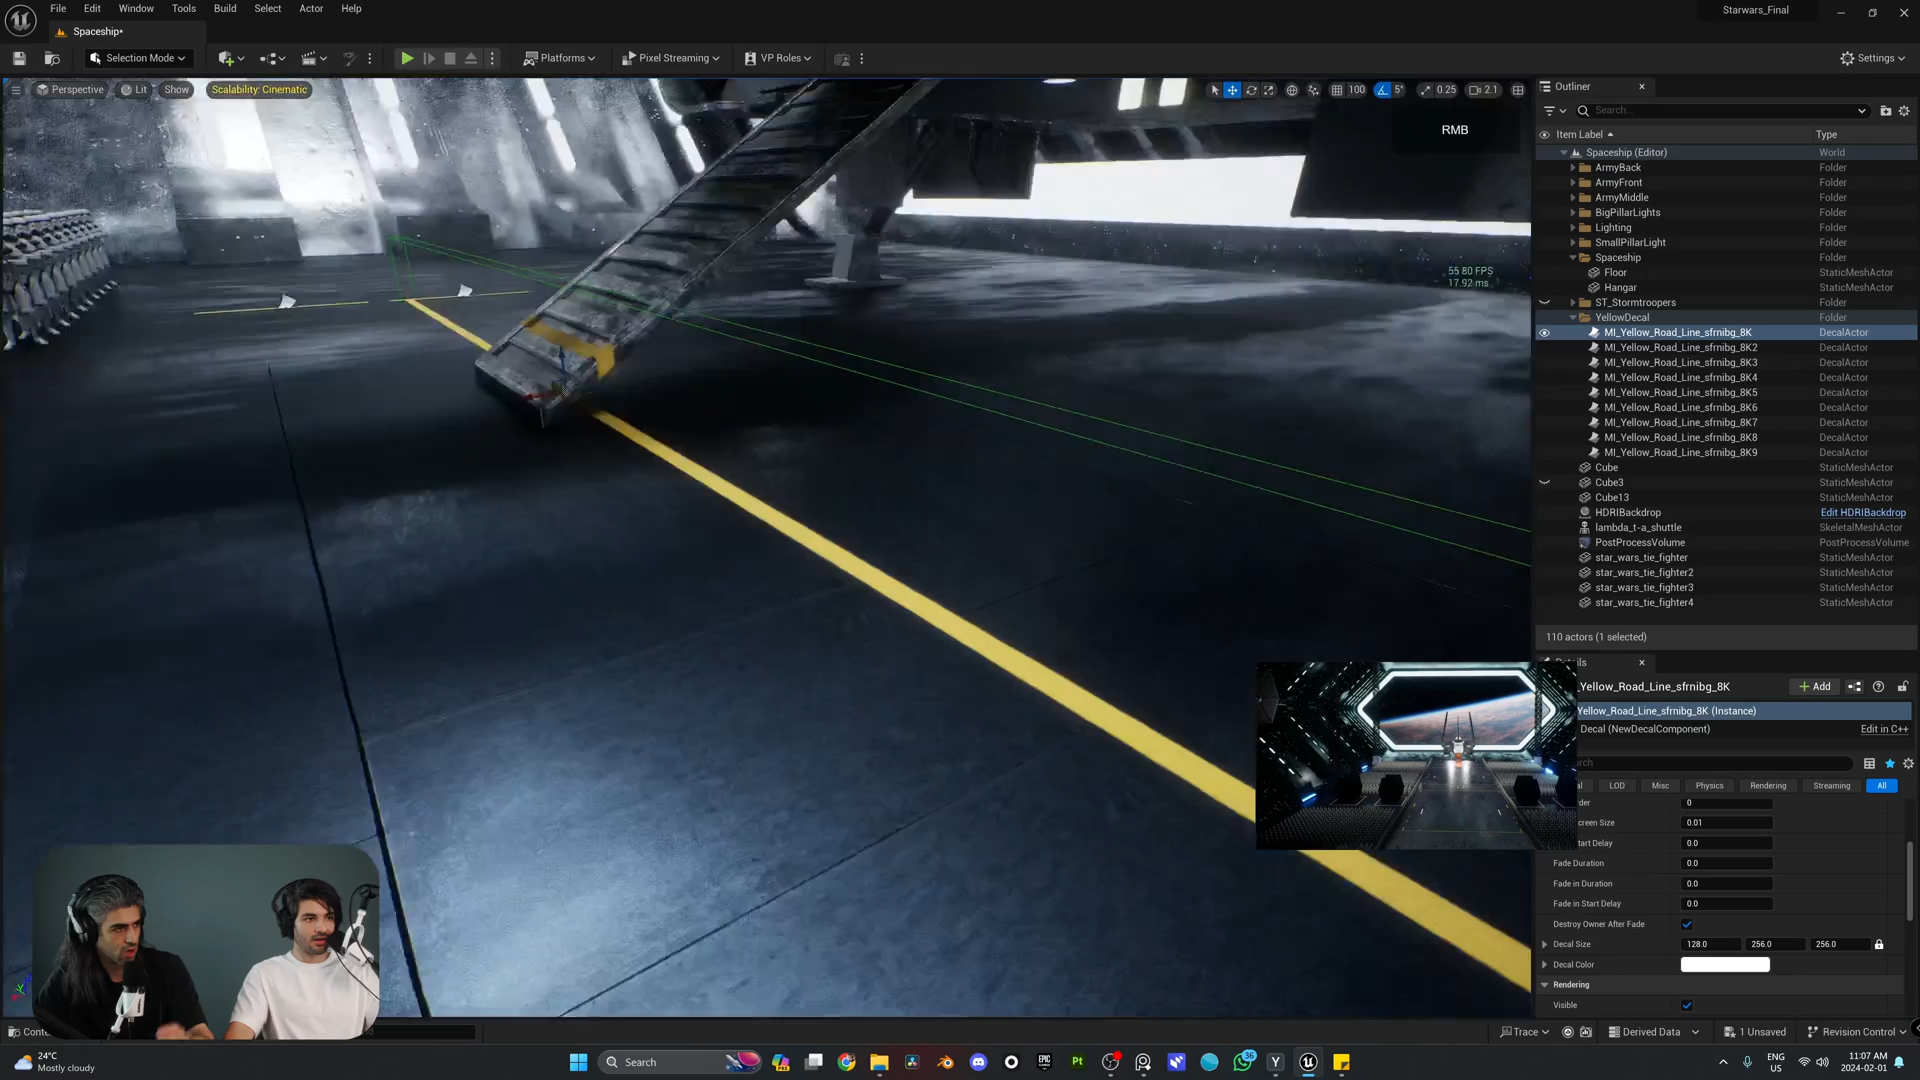 File Edit Window Tools Build Select Actor Help
Starwars_Final
Spaceship*
Selection Mode
Platforms
Pixel Streaming
VP Roles
Settings
Perspective
Lit
Show
Scalability: Cinematic
100
5°
0.25
2.1
RMB
55.80 FPS
17.92 ms
Outliner
Search...
Item Label
Type
Spaceship (Editor) World
ArmyBack Folder
ArmyFront Folder
ArmyMiddle Folder
BigPillarLights Folder
Lighting Folder
SmallPillarLight Folder
Spaceship Folder
Floor StaticMeshActor
Hangar StaticMeshActor
ST_Stormtroopers Folder
YellowDecal Folder
MI_Yellow_Road_Line_sfrnibg_8K DecalActor
MI_Yellow_Road_Line_sfrnibg_8K2 DecalActor
MI_Yellow_Road_Line_sfrnibg_8K3 DecalActor
MI_Yellow_Road_Line_sfrnibg_8K4 DecalActor
MI_Yellow_Road_Line_sfrnibg_8K5 DecalActor
MI_Yellow_Road_Line_sfrnibg_8K6 DecalActor
MI_Yellow_Road_Line_sfrnibg_8K7 DecalActor
MI_Yellow_Road_Line_sfrnibg_8K8 DecalActor
MI_Yellow_Road_Line_sfrnibg_8K9 DecalActor
Cube StaticMeshActor
Cube3 StaticMeshActor
Cube13 StaticMeshActor
HDRIBackdrop Edit HDRIBackdrop
lambda_t-a_shuttle SkeletalMeshActor
PostProcessVolume PostProcessVolume
star_wars_tie_fighter StaticMeshActor
star_wars_tie_fighter2 StaticMeshActor
star_wars_tie_fighter3 StaticMeshActor
star_wars_tie_fighter4 StaticMeshActor
110 actors (1 selected)
Yellow_Road_Line_sfrnibg_8K
Add
Yellow_Road_Line_sfrnibg_8K (Instance)
Decal (NewDecalComponent) Edit in C++
LOD Misc Physics Rendering Streaming All
0
creen Size 0.01
tart Delay 0.0
Fade Duration 0.0
Fade in Duration 0.0
Fade in Start Delay 0.0
Destroy Owner After Fade
Decal Size 128.0 256.0 256.0
Decal Color
Rendering
Visible
Conte
Trace
Derived Data
1 Unsaved
Revision Control
24°C
Mostly cloudy
Search
36
ENG
US
11:07 AM
2024-02-01